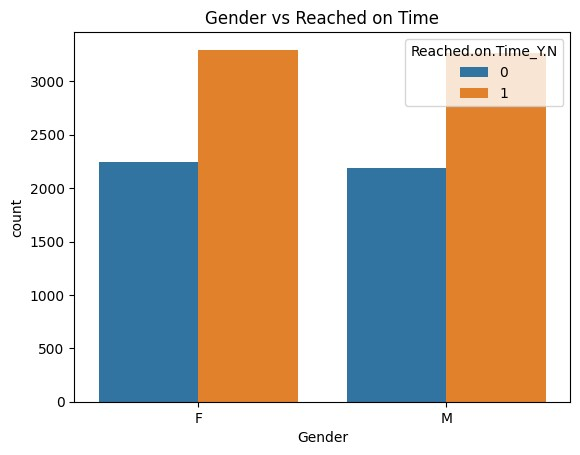 Gender vs Reached on Time
Reached.on.Time_Y.N
0
1
3000
2500
2000
1500
1000
500
0
count
F
M
Gender